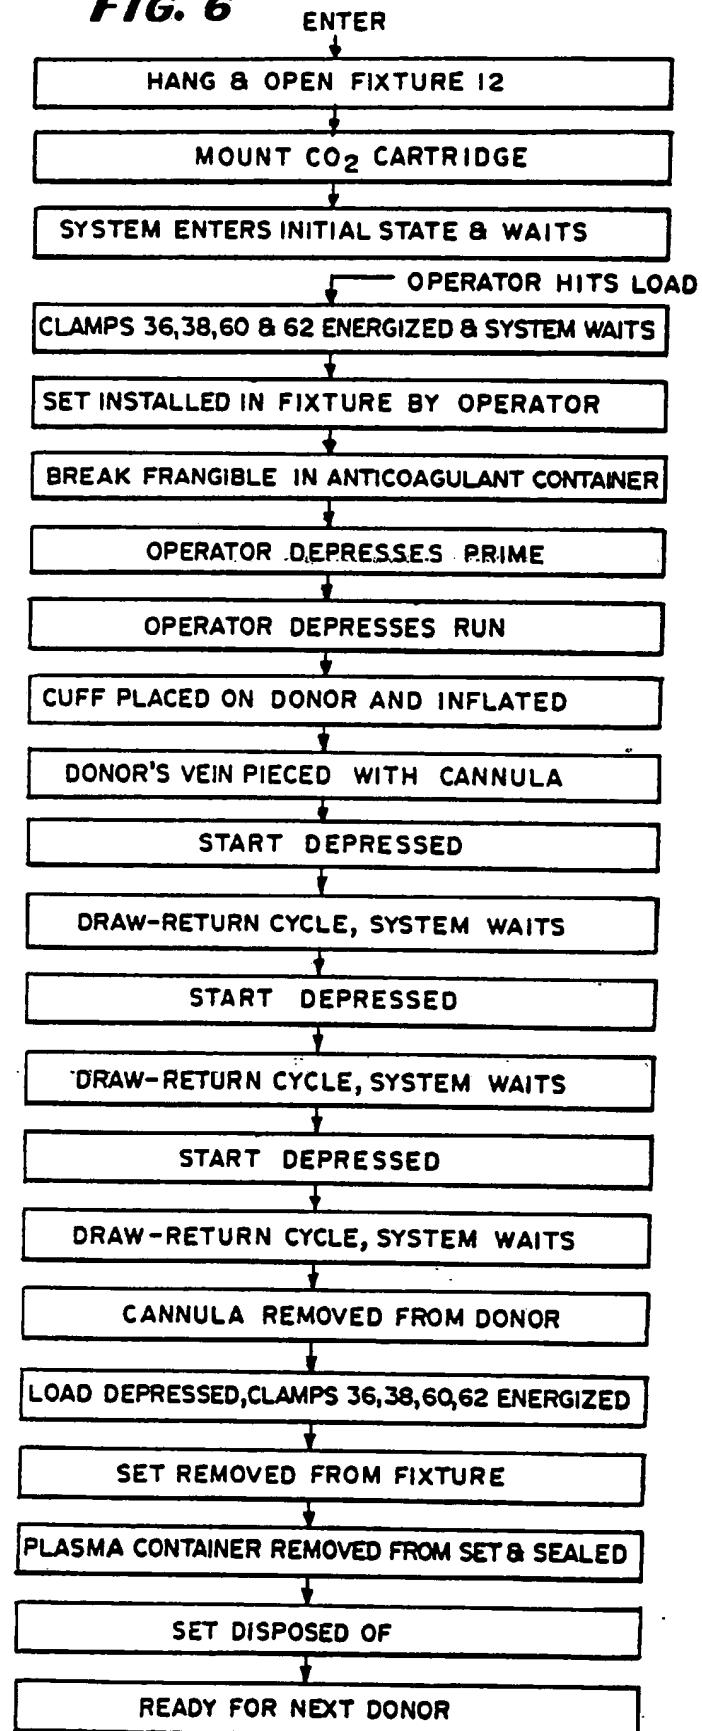 FIG. 6
ENTER
HANG & OPEN FIXTURE 12
MOUNT CO2 CARTRIDGE
SYSTEM ENTERS INITIAL STATE & WAITS
OPERATOR HITS LOAD
CLAMPS 36,38,60 & 62 ENERGIZED & SYSTEM WAITS
SET INSTALLED IN FIXTURE BY OPERATOR
BREAK FRANGIBLE IN ANTICOAGULANT CONTAINER
OPERATOR DEPRESSES PRIME
OPERATOR DEPRESSES RUN
CUFF PLACED ON DONOR AND INFLATED
DONOR'S VEIN PIECED WITH CANNULA
START DEPRESSED
DRAW-RETURN CYCLE, SYSTEM WAITS
START DEPRESSED
DRAW-RETURN CYCLE, SYSTEM WAITS
START DEPRESSED
DRAW-RETURN CYCLE, SYSTEM WAITS
CANNULA REMOVED FROM DONOR
LOAD DEPRESSED,CLAMPS 36,38,60,62 ENERGIZED
SET REMOVED FROM FIXTURE
PLASMA CONTAINER REMOVED FROM SET & SEALED
SET DISPOSED OF
READY FOR NEXT DONOR